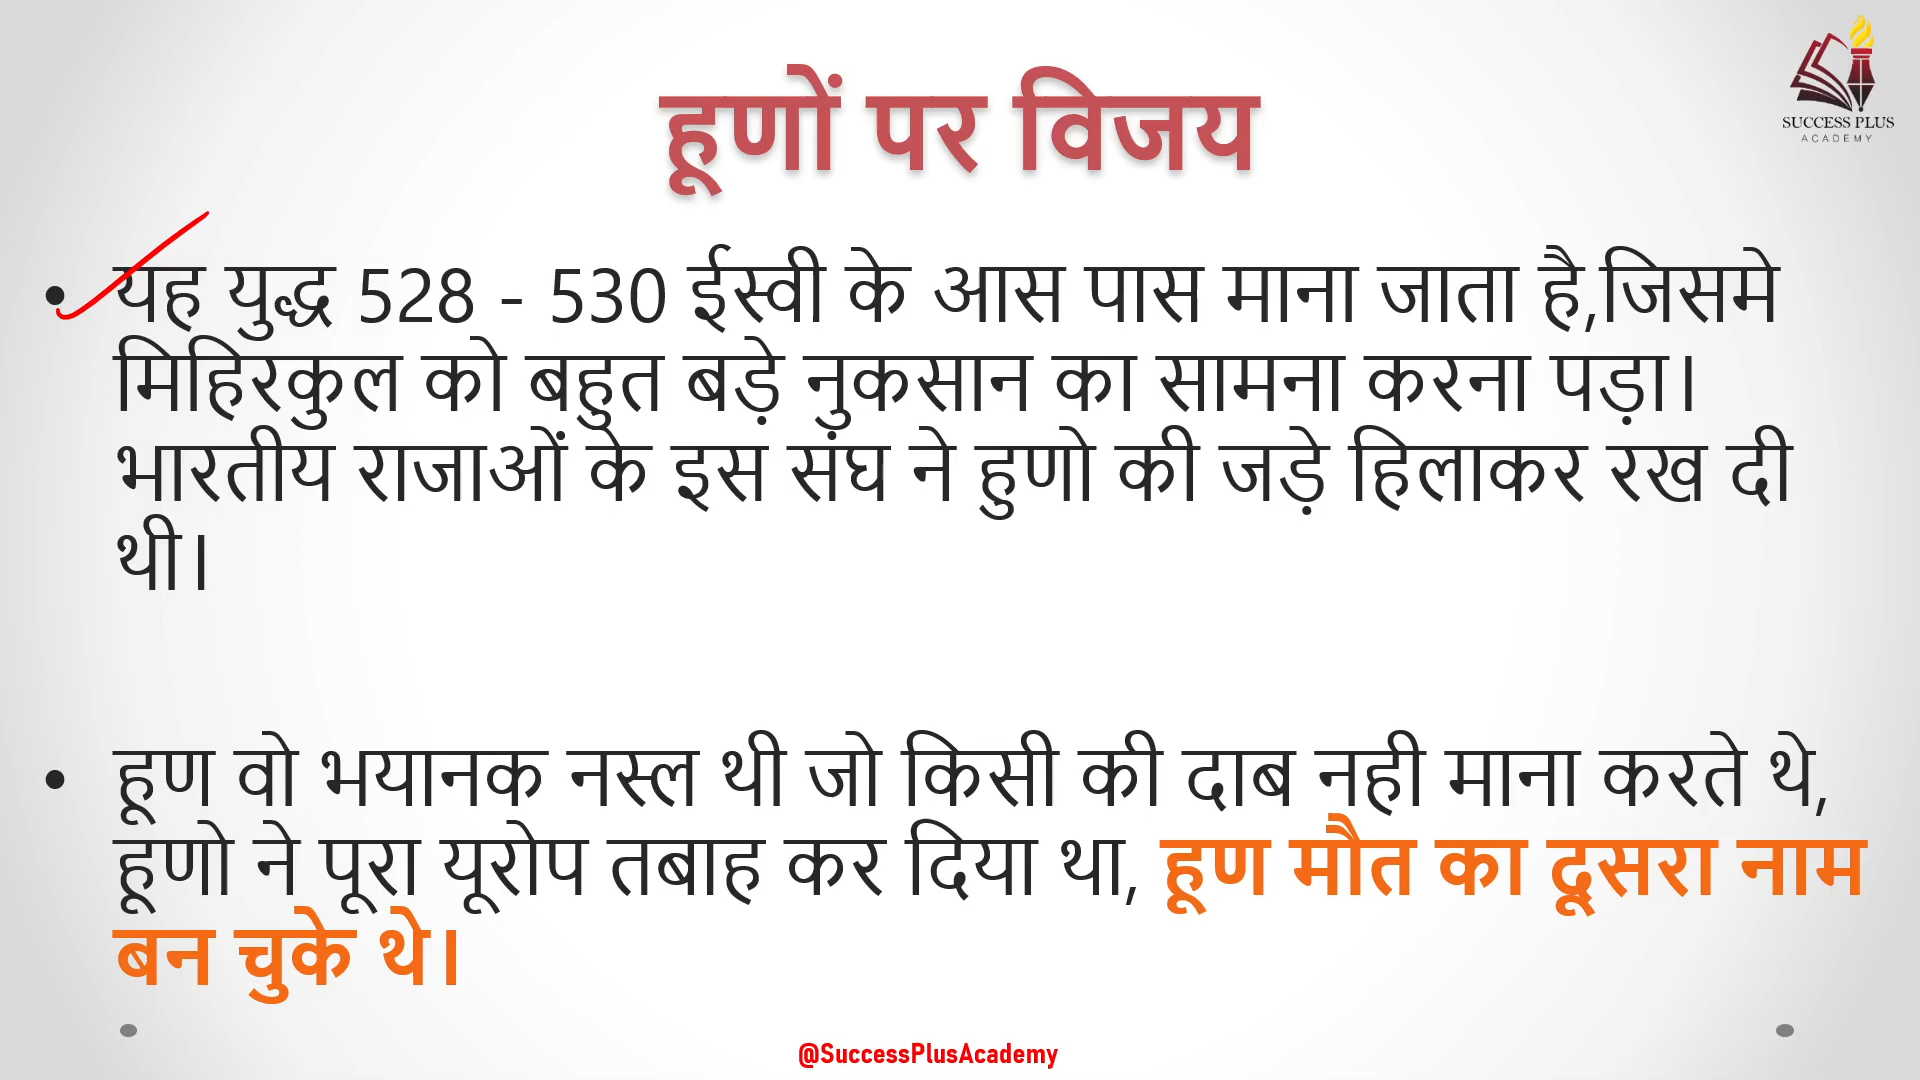 SUCCESS PLUS
ACADEMY
हूणों पर विजय
• यह युद्ध 528 - 530 ईस्वी के आस पास माना जाता है,जिसमे
मिहिरकुल को बहुत बड़े नुकसान का सामना करना पड़ा।
भारतीय राजाओं के इस संघ ने हुणो की जड़े हिलाकर रख दी
थी।
• हूण वो भयानक नस्ल थी जो किसी की दाब नही माना करते थे,
हूणो ने पूरा यूरोप तबाह कर दिया था, हूण मौत का दूसरा नाम
बन चुके थे।
@SuccessPlusAcademy